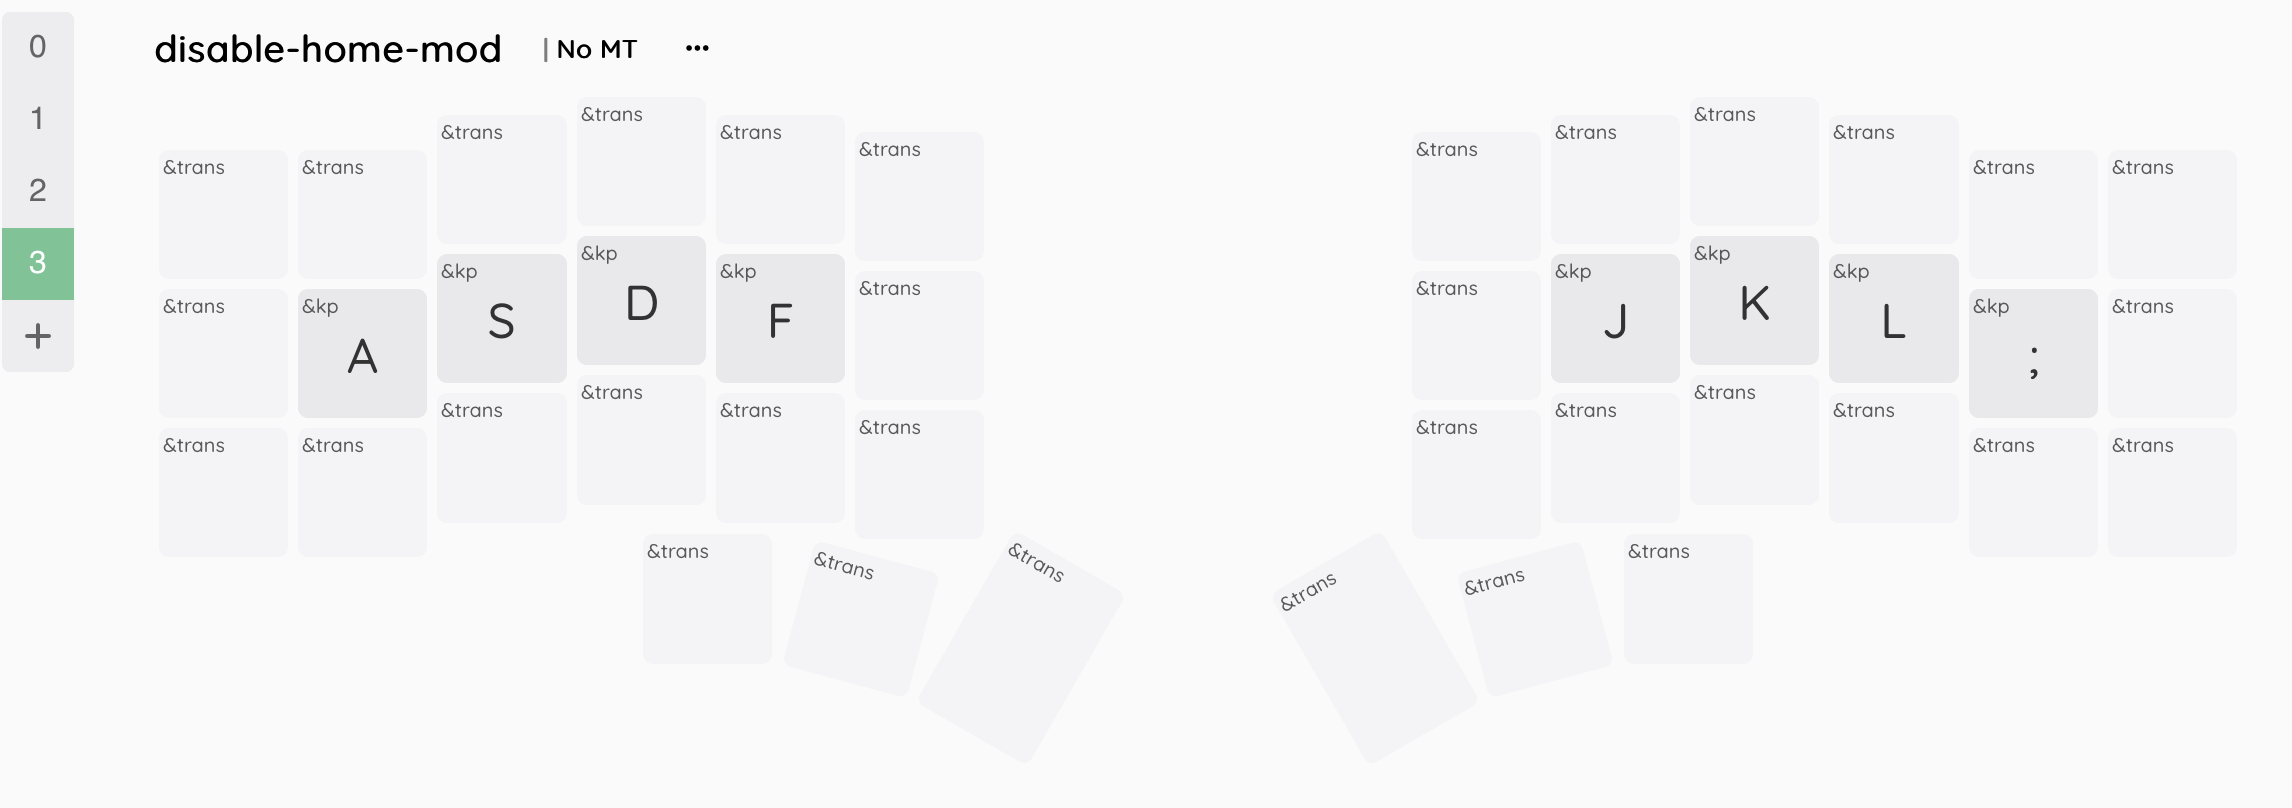 0
1
2
3
+
disable-home-mod | No MT ...
&trans &trans &trans &trans &trans &trans &trans &trans &trans &trans &trans &trans
&trans &kp A &kp S &kp D &kp F &trans &trans &kp J &kp K &kp L &kp ; &trans
&trans &trans &trans &trans &trans &trans &trans &trans &trans &trans &trans &trans
&trans &trans &trans &trans &trans &trans